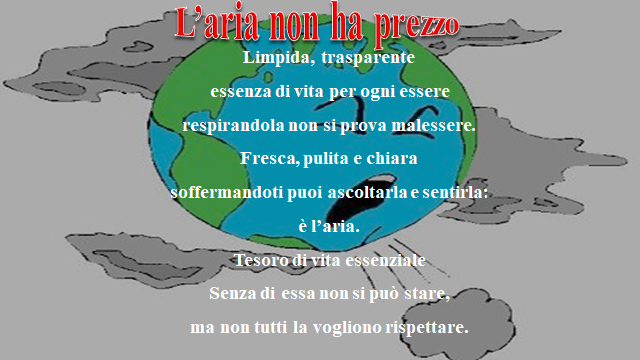 L'aria non ha prezzo
Limpida, trasparente
essenza di vita per ogni essere
respirandola non si prova malessere.
Fresca, pulita e chiara
soffermandoti puoi ascoltarla e sentirla:
è l'aria.
Tesoro di vita essenziale
Senza di essa non si può stare,
ma non tutti la vogliono rispettare.